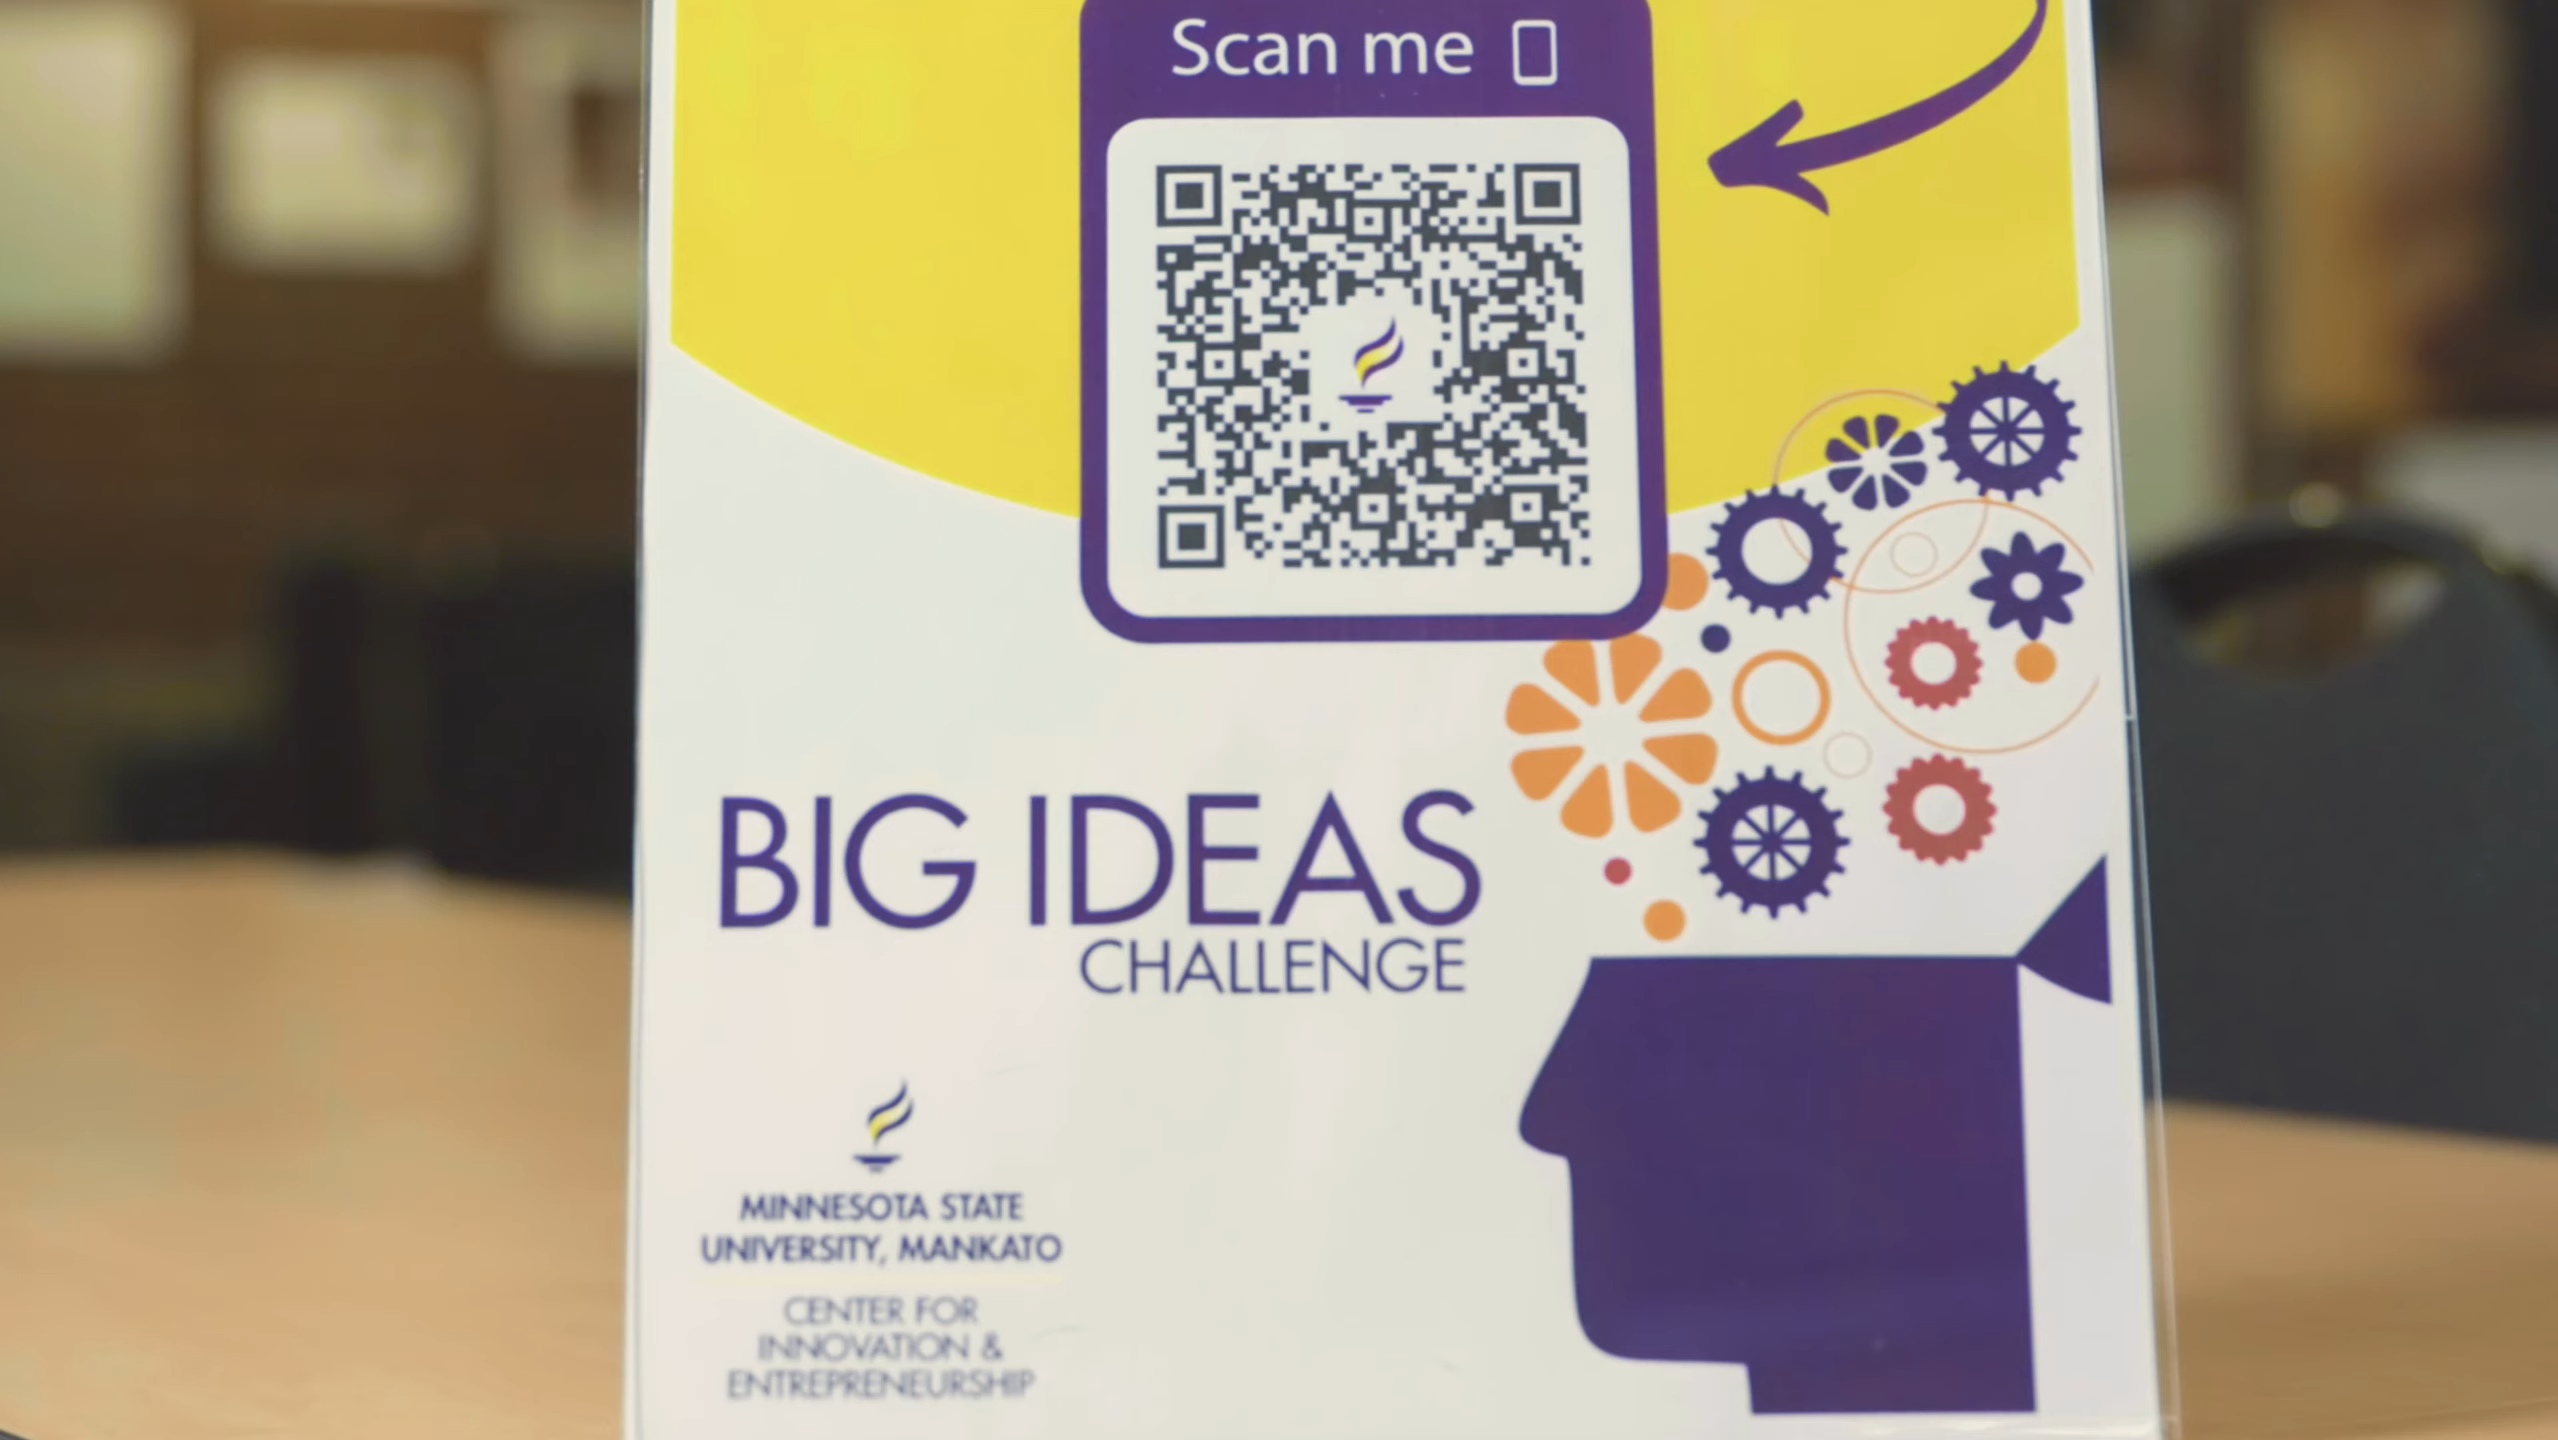 Scan me
BIG IDEAS
CHALLENGE
MINNESOTA STATE
UNIVERSITY, MANKATO
CENTER FOR
INNOVATION &
ENTREPRENEURSHIP